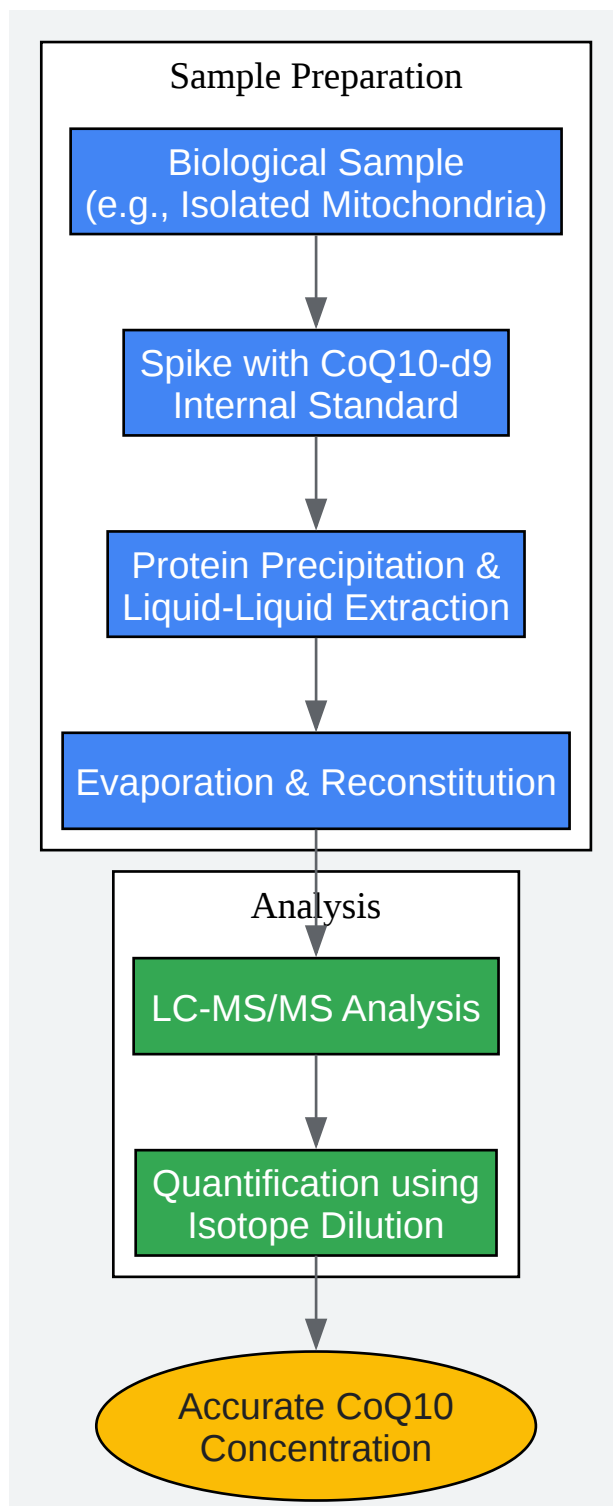 Sample Preparation
Biological Sample
(e.g., Isolated Mitochondria)
Spike with CoQ10-d9
Internal Standard
Protein Precipitation &
Liquid-Liquid Extraction
Evaporation & Reconstitution
Analysis
LC-MS/MS Analysis
Quantification using
Isotope Dilution
Accurate CoQ10
Concentration